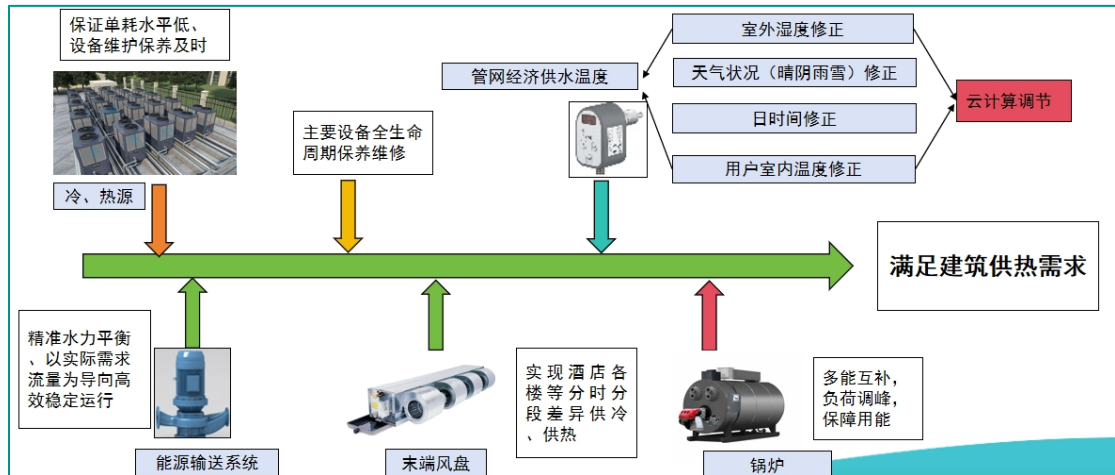 保证单耗水平低、
设备维护保养及时
冷、热源
主要设备全生命
周期保养维修
管网经济供水温度
室外湿度修正
天气状况（晴阴雨雪）修正
日时间修正
用户室内温度修正
云计算调节
满足建筑供热需求
精准水力平衡
、以实际需求
流量为导向高
效稳定运行
能源输送系统
末端风盘
实现酒店各
楼等分时分
段差异供冷
、供热
锅炉
多能互补，
负荷调峰，
保障用能